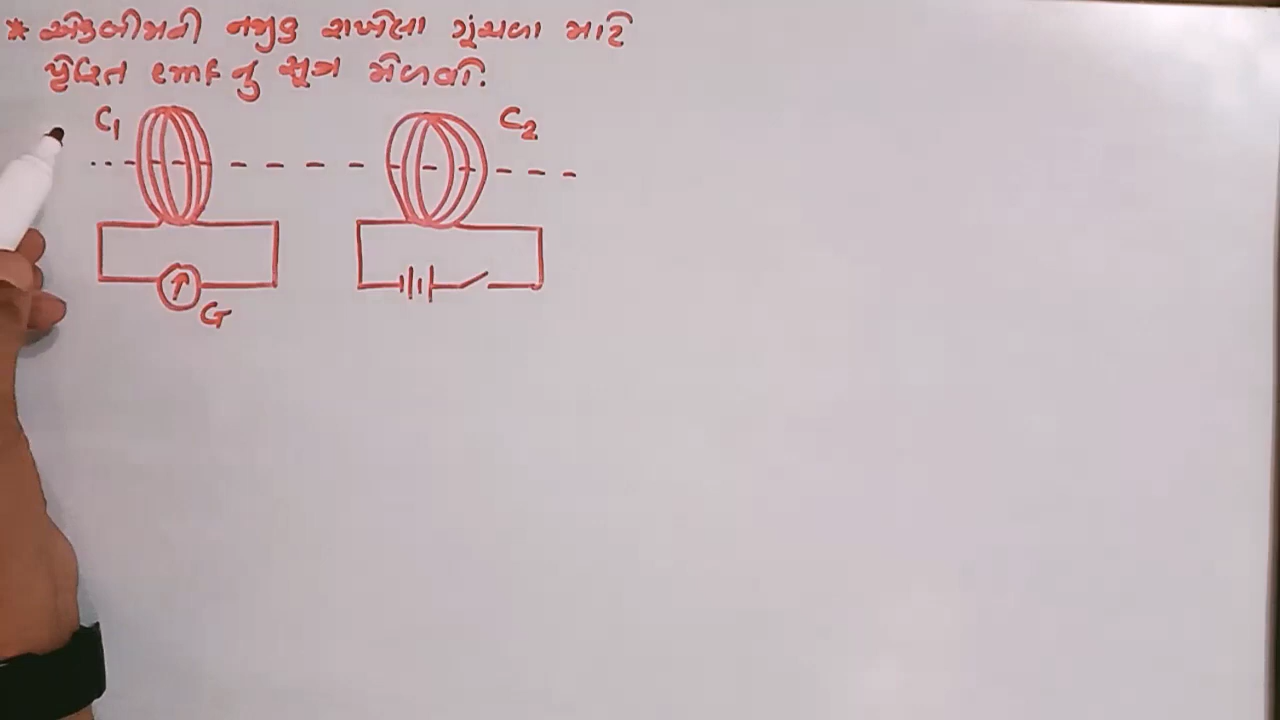 * એકબીજાની નજીક રાખેલા ગૂંચળા માટે
પ્રેરિત emf નું સૂત્ર મેળવો.
C₁
C₂
G